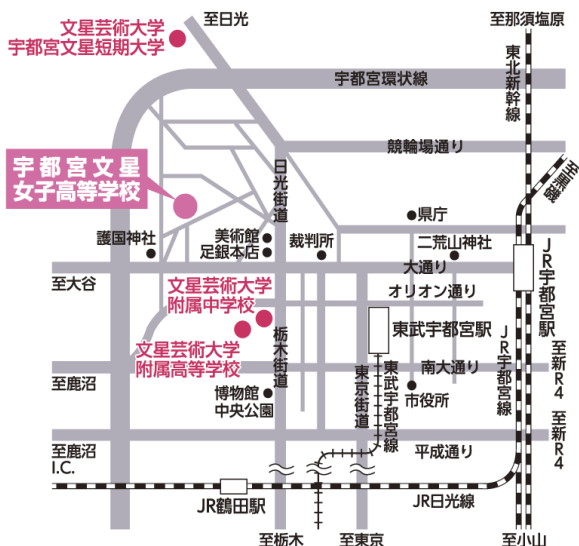 文星芸術大学
宇都宮文星短期大学
至日光
至那須塩原
東北新幹線
宇都宮環状線
競輪場通り
至黒磯
宇都宮文星
女子高等学校
日光街道
県庁
護国神社
美術館
足銀本店
裁判所
二荒山神社
JR宇都宮駅
至大谷
大通り
オリオン通り
文星芸術大学
附属中学校
東武宇都宮駅
文星芸術大学
附属高等学校
栃木街道
東京街道
東武宇都宮線
南大通り
JR宇都宮線
至新R4
至鹿沼
博物館
中央公園
市役所
至鹿沼
I.C.
平成通り
至新R4
JR鶴田駅
JR日光線
至栃木
至東京
至小山